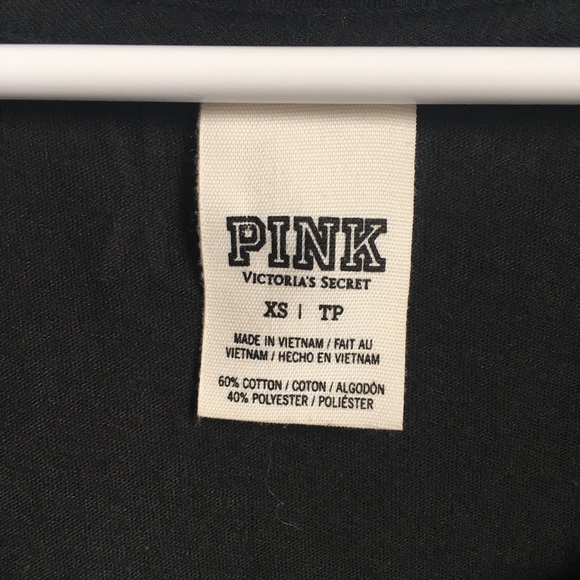 PINK
VICTORIA'S SECRET
XS | TP
MADE IN VIETNAM / FAIT AU
VIETNAM / HECHO EN VIETNAM
60% COTTON / COTON / ALGODÓN
40% POLYESTER / POLIÉSTER